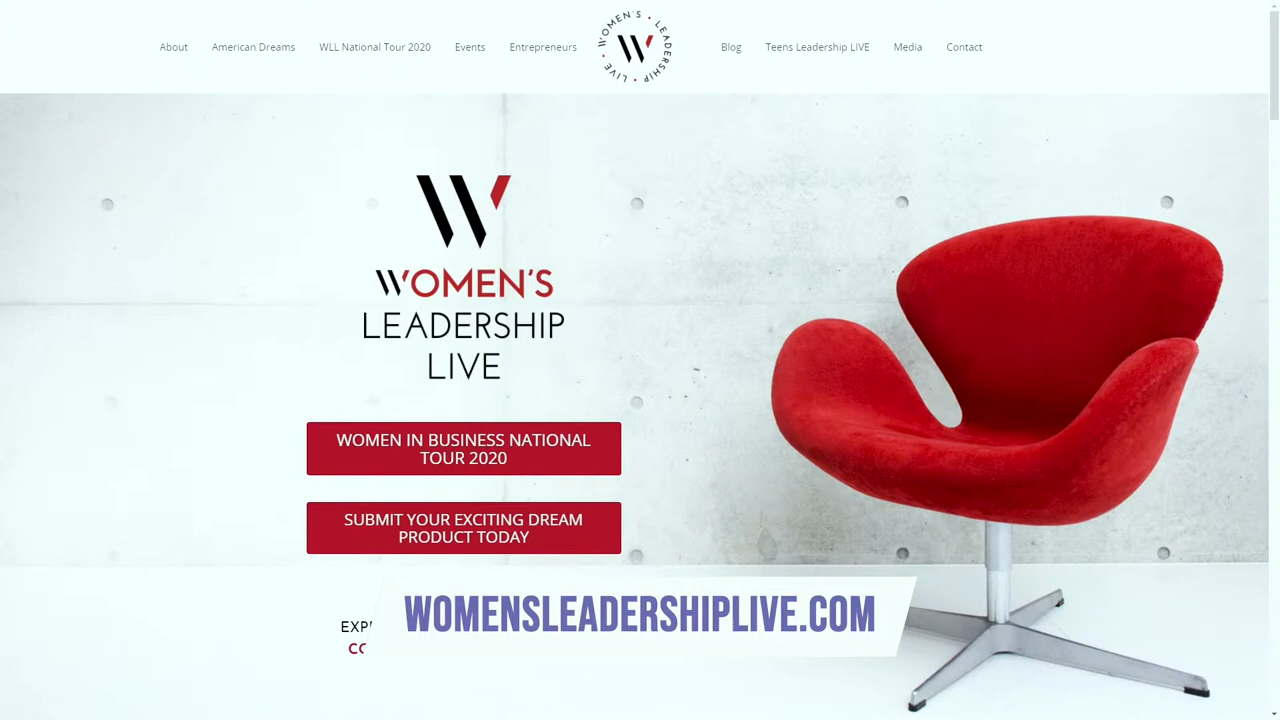 About
American Dreams
WLL National Tour 2020
Events
Entrepreneurs
WOMEN'S • LEADERSHIP • LIVE •
W
Blog
Teens Leadership LIVE
Media
Contact
W
WOMEN'S
LEADERSHIP
LIVE
WOMEN IN BUSINESS NATIONAL
TOUR 2020
SUBMIT YOUR EXCITING DREAM
PRODUCT TODAY
WOMENSLEADERSHIPLIVE.COM